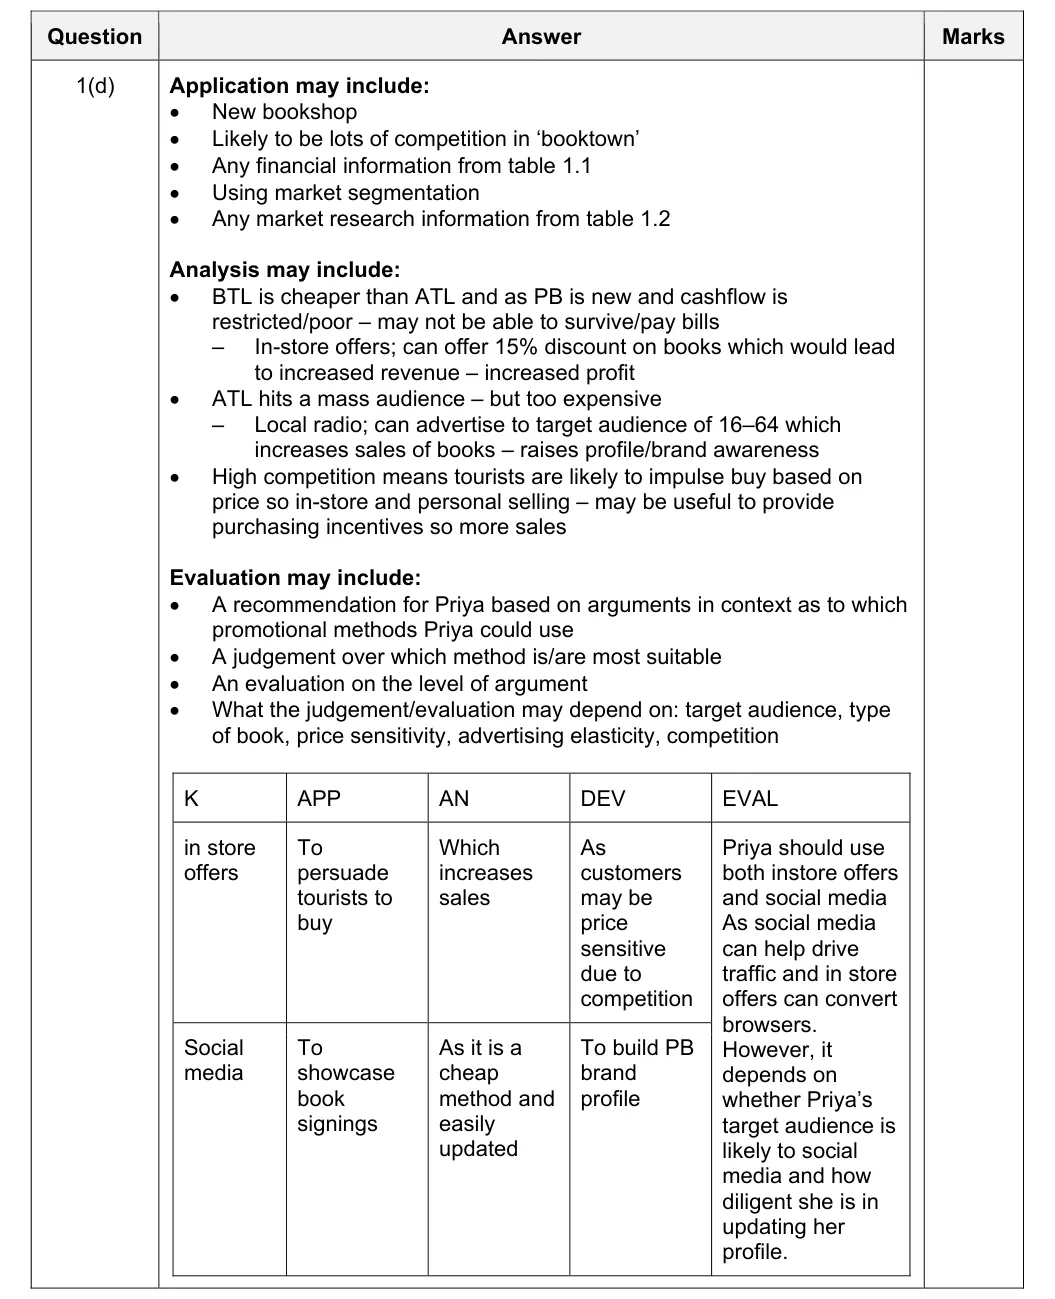 Question Answer Marks
1(d)
Application may include:
• New bookshop
• Likely to be lots of competition in ‘booktown’
• Any financial information from table 1.1
• Using market segmentation
• Any market research information from table 1.2
Analysis may include:
• BTL is cheaper than ATL and as PB is new and cashflow is
restricted/poor – may not be able to survive/pay bills
– In-store offers; can offer 15% discount on books which would lead
to increased revenue – increased profit
• ATL hits a mass audience – but too expensive
– Local radio; can advertise to target audience of 16–64 which
increases sales of books – raises profile/brand awareness
• High competition means tourists are likely to impulse buy based on
price so in-store and personal selling – may be useful to provide
purchasing incentives so more sales
Evaluation may include:
• A recommendation for Priya based on arguments in context as to which
promotional methods Priya could use
• A judgement over which method is/are most suitable
• An evaluation on the level of argument
• What the judgement/evaluation may depend on: target audience, type
of book, price sensitivity, advertising elasticity, competition
K APP AN DEV EVAL
in store
offers
To
persuade
tourists to
buy
Which
increases
sales
As
customers
may be
price
sensitive
due to
competition
Priya should use
both instore offers
and social media
As social media
can help drive
traffic and in store
offers can convert
browsers.
However, it
depends on
whether Priya’s
target audience is
likely to social
media and how
diligent she is in
updating her
profile.
Social
media
To
showcase
book
signings
As it is a
cheap
method and
easily
updated
To build PB
brand
profile